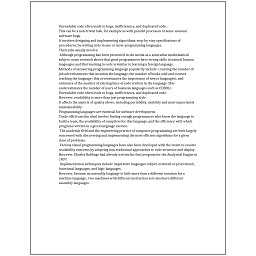 Unreadable code often leads to bugs, inefficiencies, and duplicated code..
This can be a non-trivial task, for example as with parallel processes or some unusual
software bugs.
It involves designing and implementing algorithms, step-by-step specifications of
procedures, by writing code in one or more programming languages.
Their jobs usually involve:
Although programming has been presented in the media as a somewhat mathematical
subject, some research shows that good programmers have strong skills in natural human
languages, and that learning to code is similar to learning a foreign language.
Methods of measuring programming language popularity include: counting the number of
job advertisements that mention the language, the number of books sold and courses
teaching the language (this overestimates the importance of newer languages), and
estimates of the number of existing lines of code written in the language (this
underestimates the number of users of business languages such as COBOL).
Unreadable code often leads to bugs, inefficiencies, and duplicated code.
However, readability is more than just programming style.
It affects the aspects of quality above, including portability, usability and most importantly
maintainability.
Programming languages are essential for software development.
Trade-offs from this ideal involve finding enough programmers who know the language to
build a team, the availability of compilers for that language, and the efficiency with which
programs written in a given language execute.
The academic field and the engineering practice of computer programming are both largely
concerned with discovering and implementing the most efficient algorithms for a given
class of problems.
Various visual programming languages have also been developed with the intent to resolve
readability concerns by adopting non-traditional approaches to code structure and display.
However, Charles Babbage had already written his first program for the Analytical Engine in
1837.
Implementation techniques include imperative languages (object-oriented or procedural),
functional languages, and logic languages.
However, because an assembly language is little more than a different notation for a
machine language, two machines with different instruction sets also have different
assembly languages.